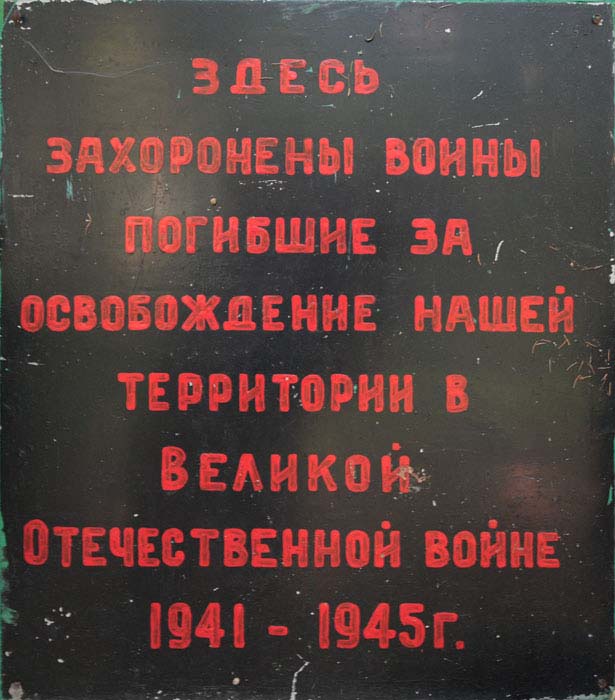 ЗДЕСЬ
ЗАХОРОНЕНЫ ВОИНЫ
ПОГИБШИЕ ЗА
ОСВОБОЖДЕНИЕ НАШЕЙ
ТЕРРИТОРИИ В
ВЕЛИКОЙ
ОТЕЧЕСТВЕННОЙ ВОЙНЕ
1941 - 1945г.